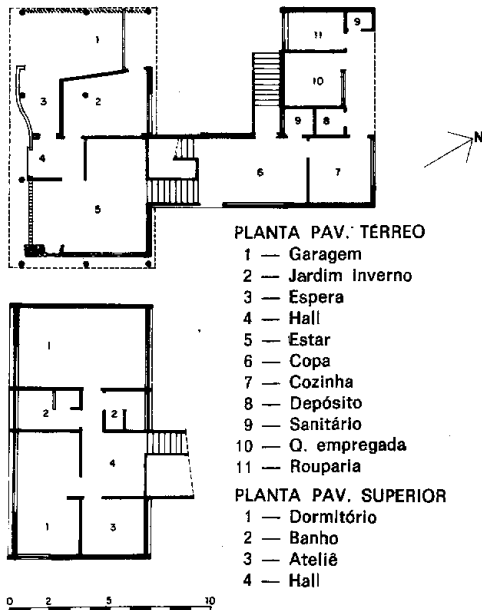 1
9
11
10
3
2
N
9
8
4
6
7
5
PLANTA PAV. TÉRREO
1 — Garagem
2 — Jardim Inverno
3 — Espera
4 — Hall
5 — Estar
6 — Copa
7 — Cozinha
8 — Depósito
9 — Sanitário
10 — Q. empregada
11 — Rouparia
PLANTA PAV. SUPERIOR
1 — Dormitório
2 — Banho
3 — Ateliê
4 — Hall
1
2
2
4
1
3
0 2 5 10